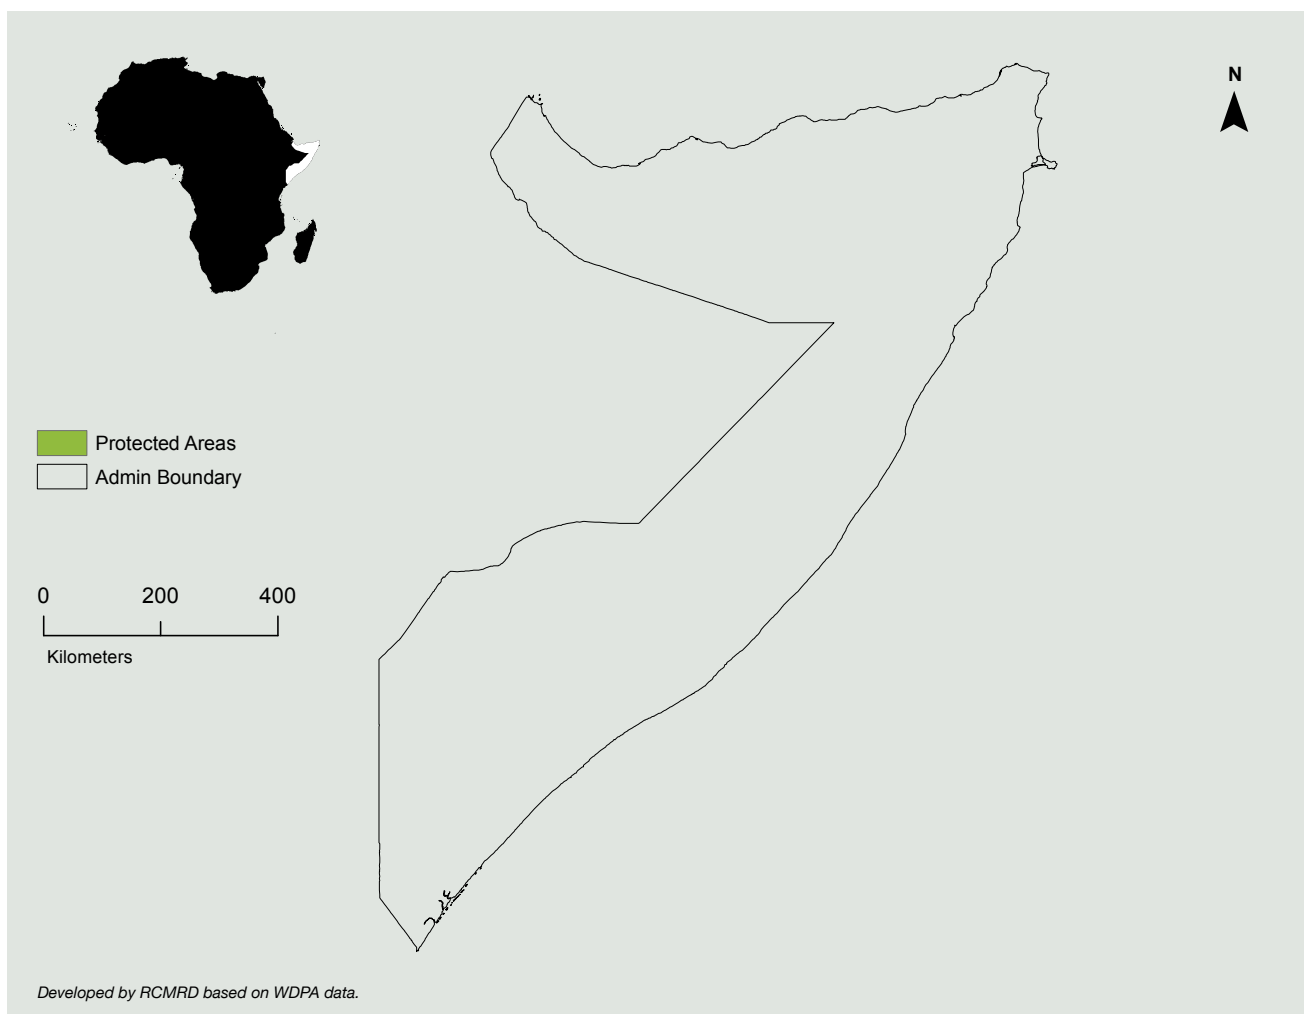 N
Protected Areas
Admin Boundary
0 200 400
Kilometers
Developed by RCMRD based on WDPA data.